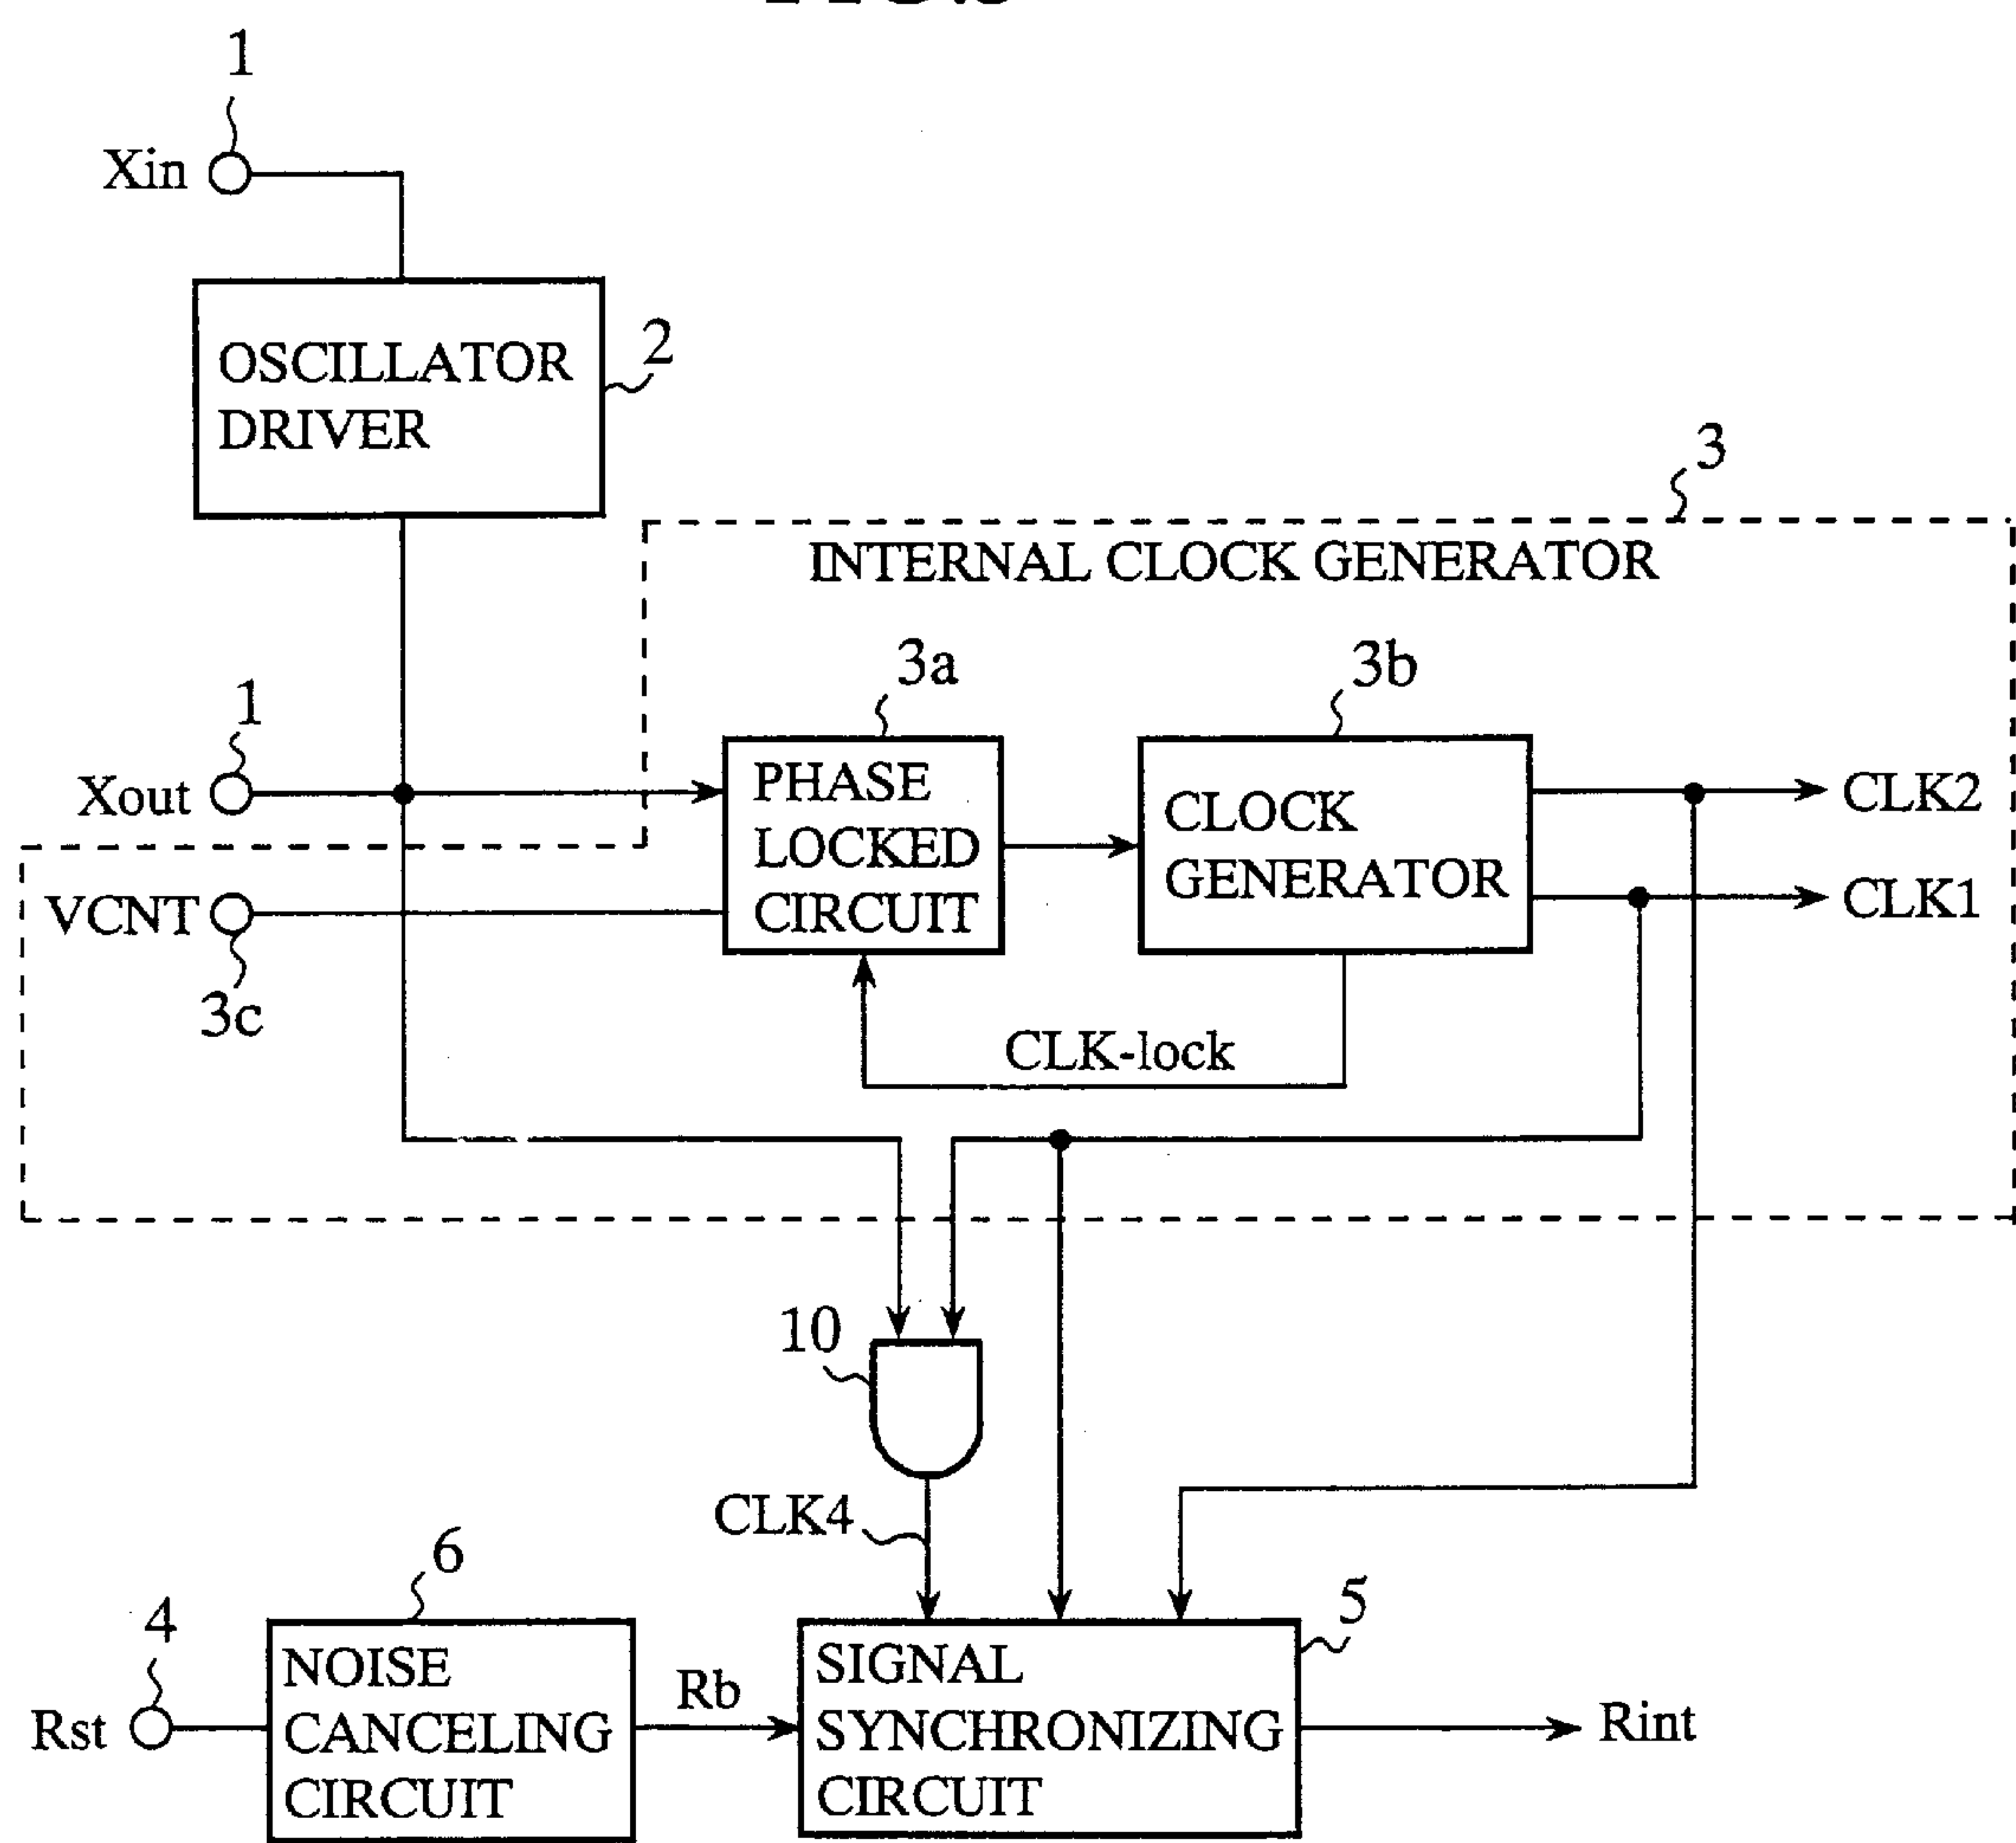 1
Xin
OSCILLATOR
DRIVER
2
3
INTERNAL CLOCK GENERATOR
3a
3b
1
Xout
PHASE
LOCKED
CIRCUIT
CLOCK
GENERATOR
CLK2
CLK1
VCNT
3c
CLK-lock
10
CLK4
6
4
5
Rst
NOISE
CANCELING
CIRCUIT
Rb
SIGNAL
SYNCHRONIZING
CIRCUIT
Rint